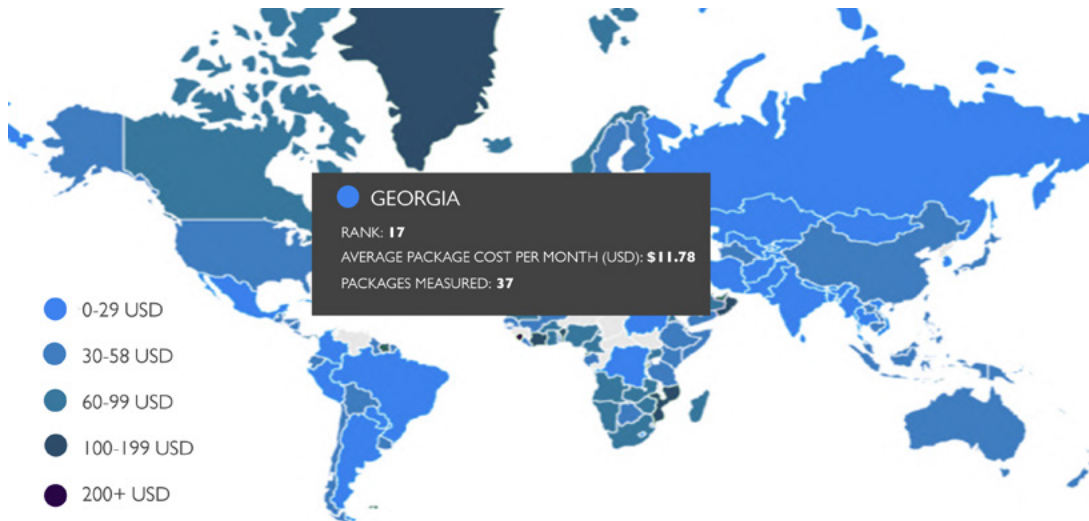 GEORGIA
RANK: 17
AVERAGE PACKAGE COST PER MONTH (USD): $11.78
PACKAGES MEASURED: 37
0-29 USD
30-58 USD
60-99 USD
100-199 USD
200+ USD